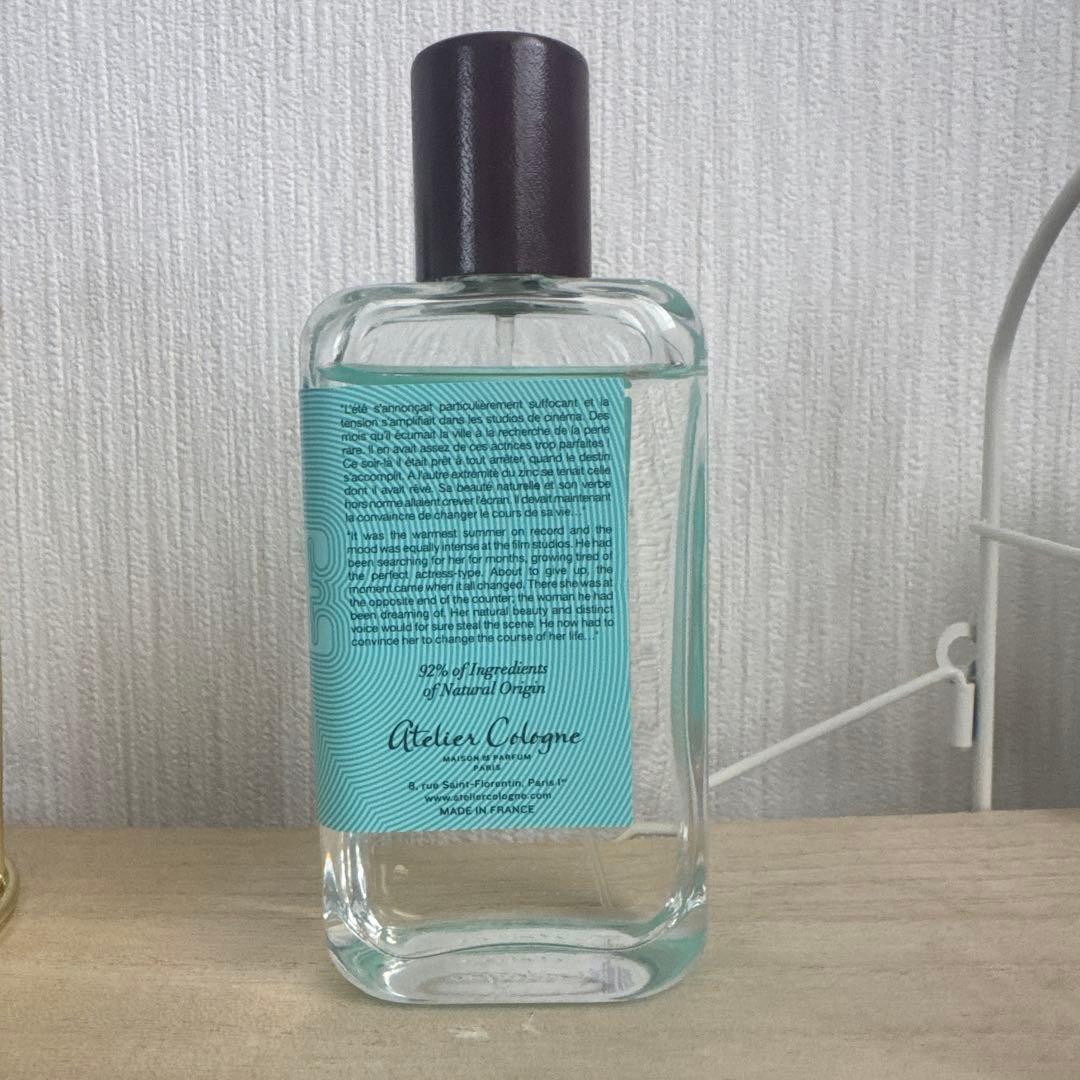 "L'été s'annonçait particulièrement suffocant et la
tension s'amplifiait dans les studios de cinéma. Des
mois qu'il écumait la ville à la recherche de la perle
rare. Il en avait assez de ces actrices trop parfaites !
Ce soir-là il était prêt à tout arrêter, quand le destin
s'accomplit. A l'autre extrémité du zinc se tenait celle
dont il avait rêvé. Sa beauté naturelle et son verbe
hors norme allaient crever l'écran. Il devait maintenant
la convaincre de changer le cours de sa vie..."
"It was the warmest summer on record and the
mood was equally intense at the film studios. He had
been searching for her for months, growing tired of
the perfect actress-type. About to give up, the
moment came when it all changed. There she was at
the opposite end of the counter; the woman he had
been dreaming of. Her natural beauty and distinct
voice would for sure steal the scene. He now had to
convince her to change the course of her life..."
92% of Ingredients
of Natural Origin
Atelier Cologne
MAISON DE PARFUM
PARIS
8, rue Saint-Florentin, Paris Iᵉʳ
www.ateliercologne.com
MADE IN FRANCE